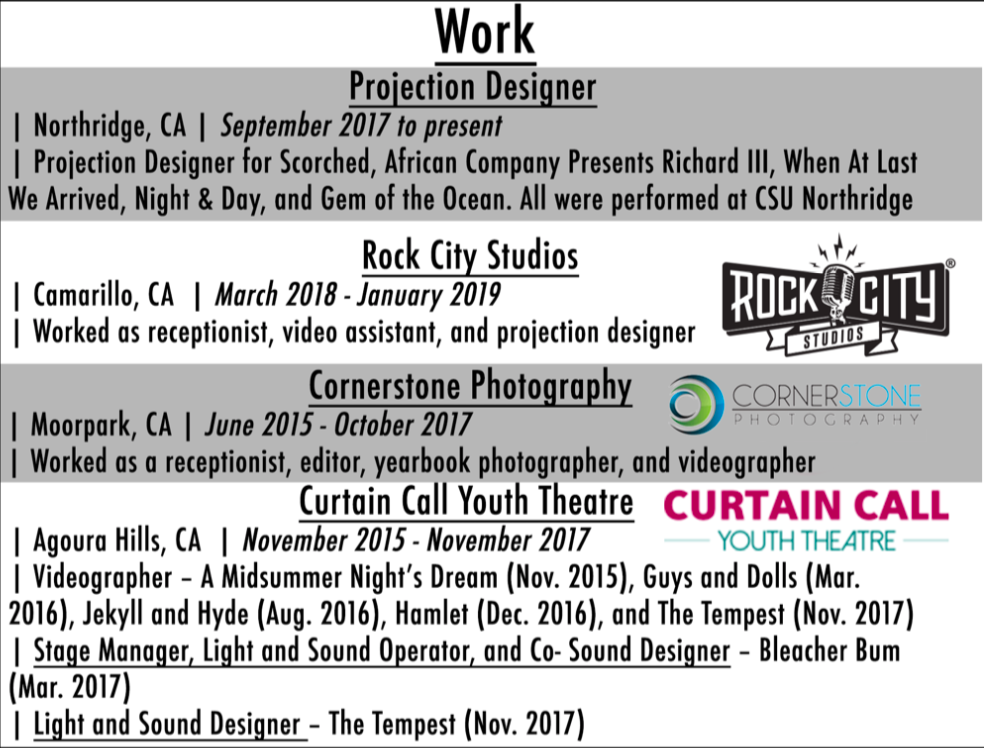 Work
Projection Designer
| Northridge, CA | September 2017 to present
| Projection Designer for Scorched, African Company Presents Richard III, When At Last
We Arrived, Night & Day, and Gem of the Ocean. All were performed at CSU Northridge
Rock City Studios
| Camarillo, CA | March 2018 - January 2019
| Worked as receptionist, video assistant, and projection designer
ROCK CITY®
STUDIOS
Cornerstone Photography
| Moorpark, CA | June 2015 - October 2017
| Worked as a receptionist, editor, yearbook photographer, and videographer
CORNERSTONE
PHOTOGRAPHY
Curtain Call Youth Theatre
| Agoura Hills, CA | November 2015 - November 2017
CURTAIN CALL
YOUTH THEATRE
| Videographer – A Midsummer Night’s Dream (Nov. 2015), Guys and Dolls (Mar.
2016), Jekyll and Hyde (Aug. 2016), Hamlet (Dec. 2016), and The Tempest (Nov. 2017)
| Stage Manager, Light and Sound Operator, and Co- Sound Designer – Bleacher Bum
(Mar. 2017)
| Light and Sound Designer – The Tempest (Nov. 2017)